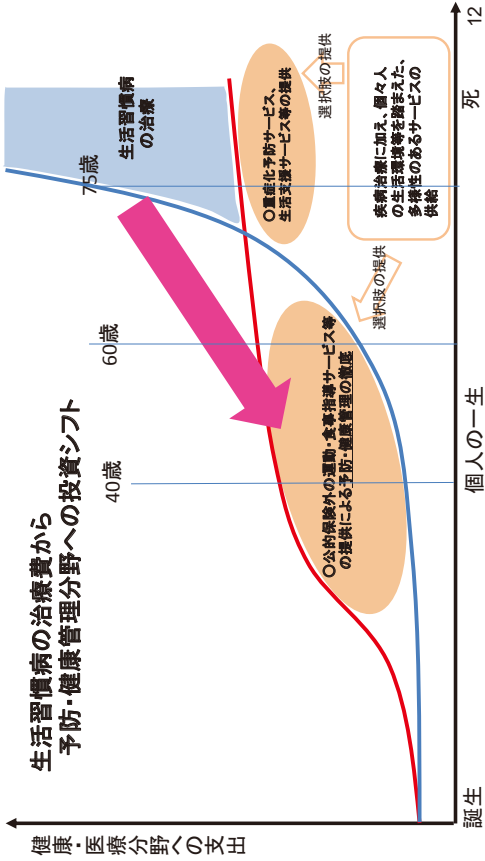 生活習慣病の治療費から
予防・健康管理分野への投資シフト
健康・医療分野への支出
40歳
60歳
75歳
生活習慣病
の治療
〇公的保険外の運動・食事指導サービス等
の提供による予防・健康管理の徹底
〇重症化予防サービス、
生活支援サービス等の提供
選択肢の提供
選択肢の提供
疾病治療に加え、個々人
の生活環境等を踏まえた、
多様性のあるサービスの
供給
誕生
個人の一生
死
12